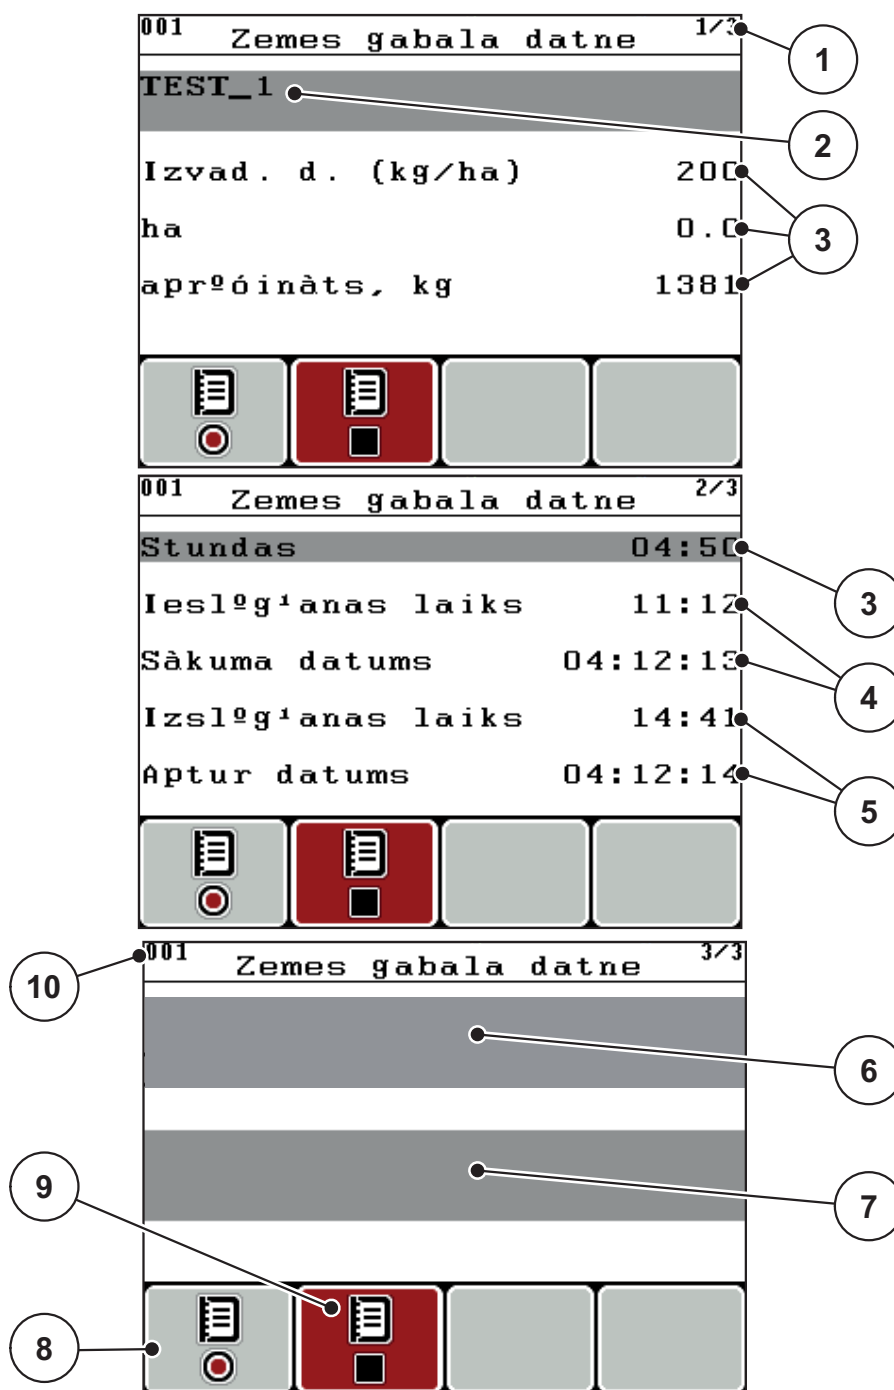 001 Zemes gabala datne 1/3
1
TEST_1
2
Izvad. d. (kg/ha) 200
ha 0.0
3
aprºóinàts, kg 1381
001 Zemes gabala datne 2/3
Stundas 04:50
3
Ieslºg¹anas laiks 11:12
Sàkuma datums 04:12:13
4
Izslºg¹anas laiks 14:41
Aptur datums 04:12:14
5
001 Zemes gabala datne 3/3
10
6
9
7
8